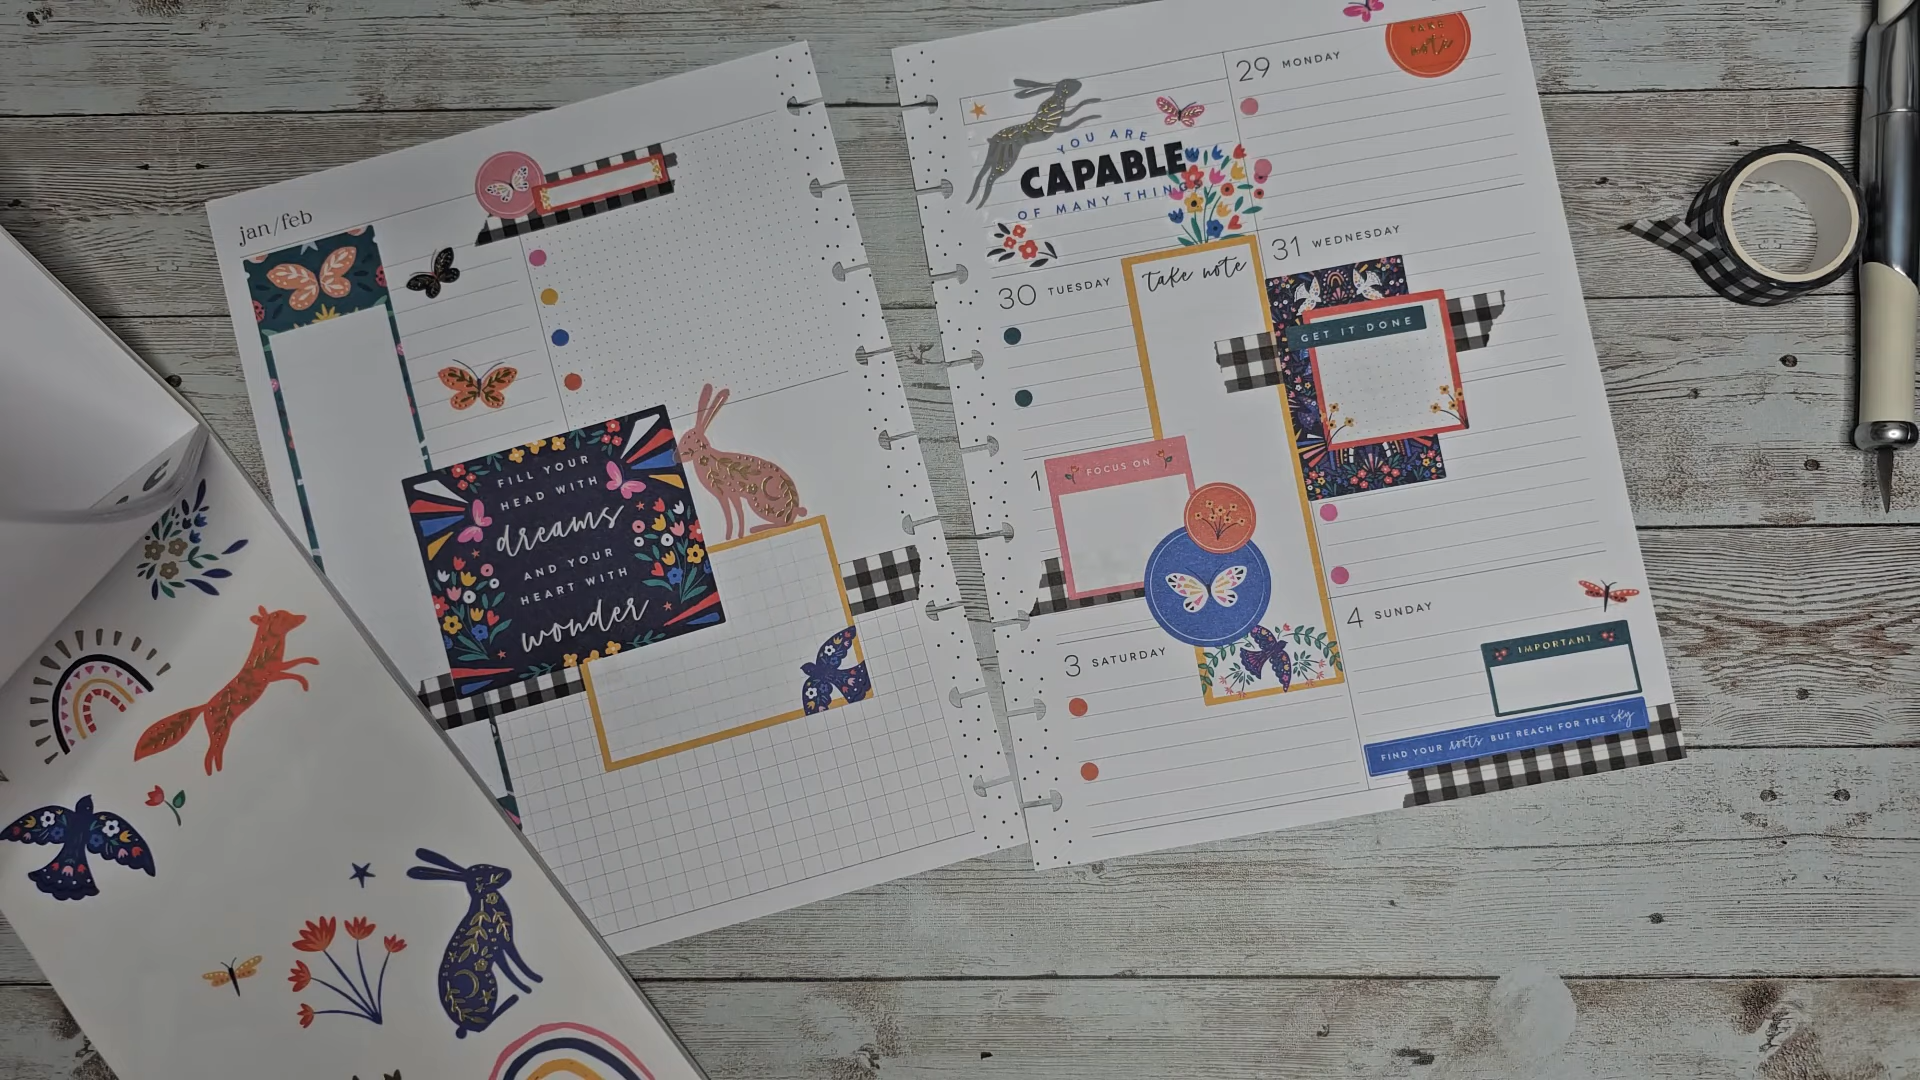 jan/feb
FILL YOUR
HEAD WITH
dreams
AND YOUR
HEART WITH
wonder
YOU ARE
CAPABLE
OF MANY THINGS
29 MONDAY
TAKE
note
30 TUESDAY
take note
31 WEDNESDAY
GET IT DONE
1
FOCUS ON
3 SATURDAY
4 SUNDAY
IMPORTANT
FIND YOUR roots BUT REACH FOR THE sky